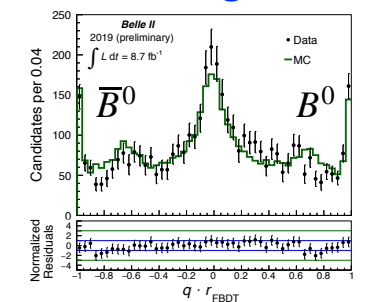 Candidates per 0.04
250
200
150
100
50
0
Belle II
2019 (preliminary)
∫ L dt = 8.7 fb⁻¹
Data
MC
B̅⁰
B⁰
Normalized
Residuals
4
2
0
−2
−4
−1 −0.8 −0.6 −0.4 −0.2 0 0.2 0.4 0.6 0.8 1
q · r_FBDT